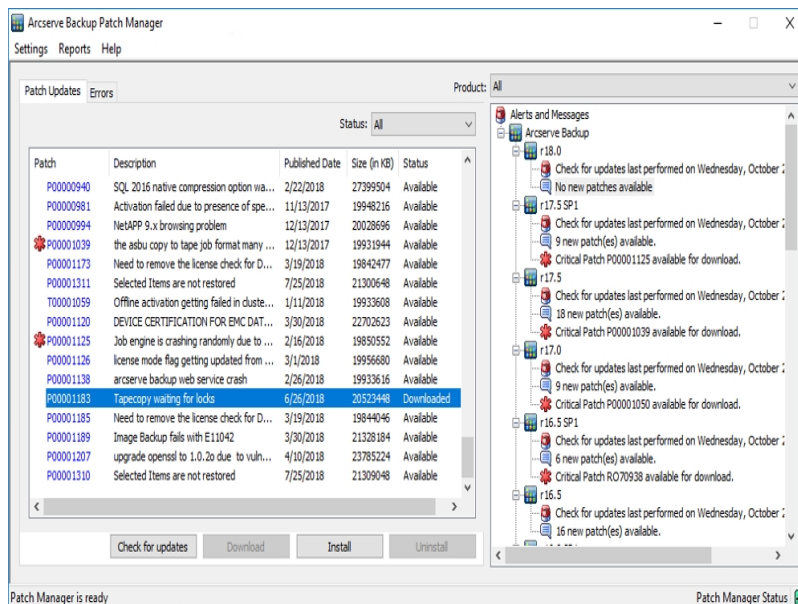 Arcserve Backup Patch Manager
Settings Reports Help
Patch Updates Errors
Product: All
Status: All
Patch Description Published Date Size (in KB) Status
P00000940 SQL 2016 native compression option wa... 2/22/2018 27399504 Available
P00000981 Activation failed due to presence of spe... 11/13/2017 19948216 Available
P00000994 NetAPP 9.x browsing problem 12/13/2017 20028696 Available
P00001039 the asbu copy to tape job format many ... 12/13/2017 19931944 Available
P00001173 Need to remove the license check for D... 3/19/2018 19842477 Available
P00001311 Selected Items are not restored 7/25/2018 21300648 Available
T00001059 Offline activation getting failed in cluste... 1/11/2018 19933608 Available
P00001120 DEVICE CERTIFICATION FOR EMC DAT... 3/30/2018 22702623 Available
P00001125 Job engine is crashing randomly due to ... 2/16/2018 19850552 Available
P00001126 license mode flag getting updated from ... 3/1/2018 19956680 Available
P00001138 arcserve backup web service crash 2/26/2018 19933616 Available
P00001183 Tapecopy waiting for locks 6/26/2018 20523448 Downloaded
P00001185 Need to remove the license check for D... 3/19/2018 19844046 Available
P00001189 Image Backup fails with E11042 3/30/2018 21328184 Available
P00001207 upgrade openssl to 1.0.2o due to vuln... 4/10/2018 23785224 Available
P00001310 Selected Items are not restored 7/25/2018 21309048 Available
Check for updates Download Install Uninstall
Alerts and Messages
Arcserve Backup
r18.0
Check for updates last performed on Wednesday, October 2
No new patches available
r17.5 SP1
Check for updates last performed on Wednesday, October 2
9 new patch(es) available.
Critical Patch P00001125 available for download.
r17.5
Check for updates last performed on Wednesday, October 2
18 new patch(es) available.
Critical Patch P00001039 available for download.
r17.0
Check for updates last performed on Wednesday, October 2
9 new patch(es) available.
Critical Patch P00001050 available for download.
r16.5 SP1
Check for updates last performed on Wednesday, October 2
6 new patch(es) available.
Critical Patch RO70938 available for download.
r16.5
Check for updates last performed on Wednesday, October 2
16 new patch(es) available.
Patch Manager is ready
Patch Manager Status